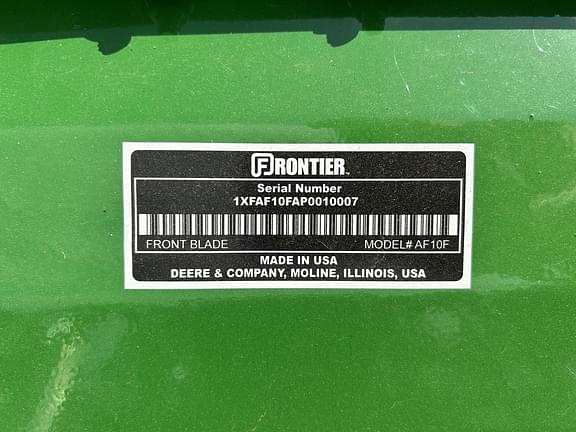 FRONTIER
Serial Number
1XFAF10FAP0010007
FRONT BLADE MODEL# AF10F
MADE IN USA
DEERE & COMPANY, MOLINE, ILLINOIS, USA